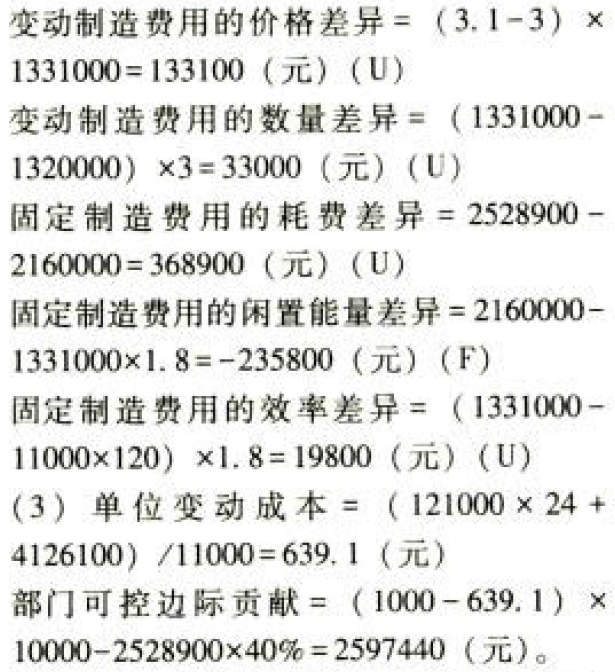 变动制造费用的价格差异=（3.1-3）×
1331000=133100（元）（U）
变动制造费用的数量差异=（1331000-
1320000）×3=33000（元）（U）
固定制造费用的耗费差异=2528900-
2160000=368900（元）（U）
固定制造费用的闲置能量差异=2160000-
1331000×1.8=-235800（元）（F）
固定制造费用的效率差异=（1331000-
11000×120）×1.8=19800（元）（U）
（3）单位变动成本=（121000×24+
4126100）/11000=639.1（元）
部门可控边际贡献=（1000-639.1）×
10000-2528900×40%=2597440（元）。